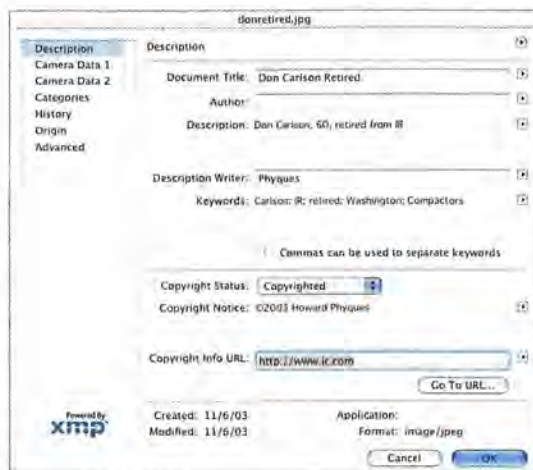 donretired.jpg
Description
Camera Data 1
Camera Data 2
Categories
History
Origin
Advanced
Description
Document Title: Don Carlson Retired
Author:
Description: Don Carlson, 60, retired from IR
Description Writer: Phyques
Keywords: Carlson; IR; retired; Washington; Compactors
Commas can be used to separate keywords
Copyright Status: Copyrighted
Copyright Notice: ©2003 Howard Phyques
Copyright Info URL: http://www.ic.com
Go To URL...
Powered By
xmp
Created: 11/6/03
Modified: 11/6/03
Application:
Format: image/jpeg
Cancel
OK